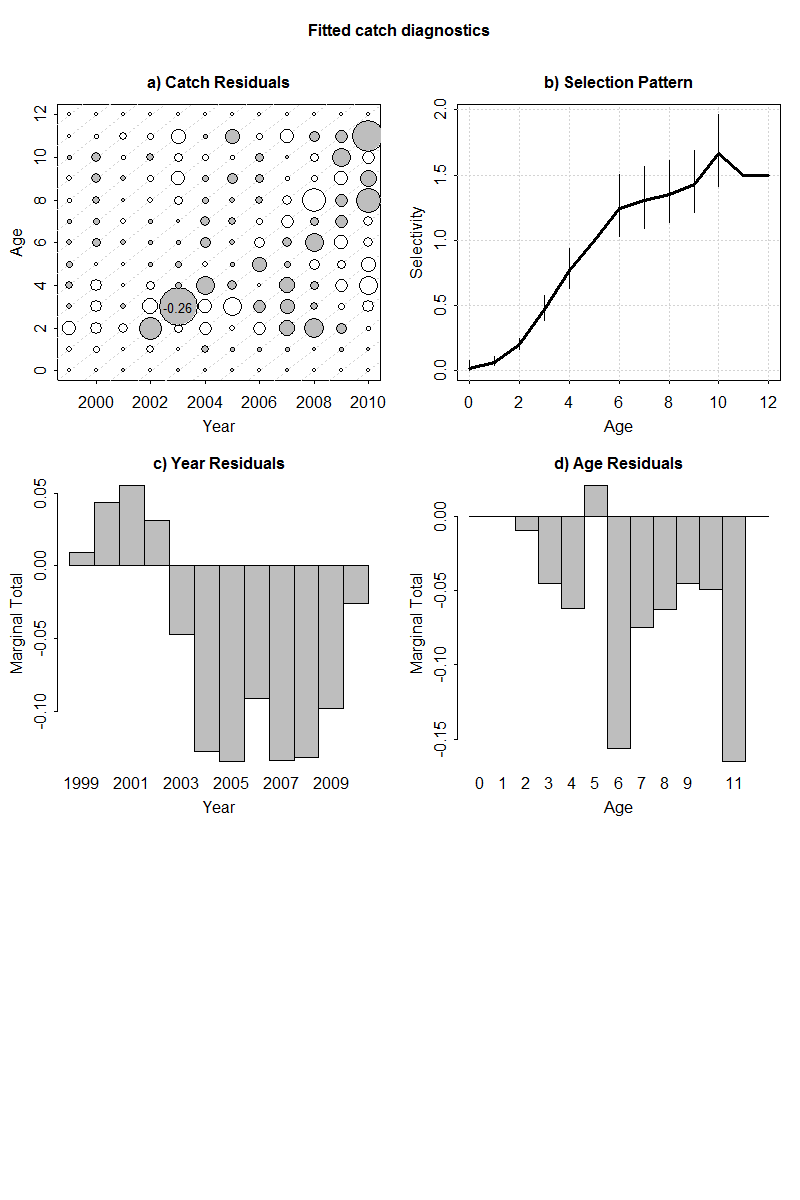 Fitted catch diagnostics
a) Catch Residuals
12
10
8
6
4
2
0
Age
-0.26
2000 2002 2004 2006 2008 2010
Year
b) Selection Pattern
2.0
1.5
1.0
0.5
0.0
Selectivity
0 2 4 6 8 10 12
Age
c) Year Residuals
0.05
0.00
-0.05
-0.10
Marginal Total
1999 2001 2003 2005 2007 2009
Year
d) Age Residuals
0.00
-0.05
-0.10
-0.15
Marginal Total
0 1 2 3 4 5 6 7 8 9 11
Age